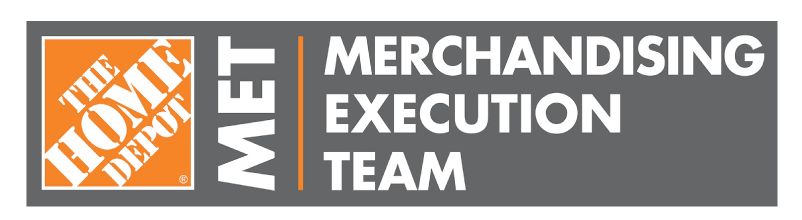 THE
HOME
DEPOT
®
MET
MERCHANDISING
EXECUTION
TEAM